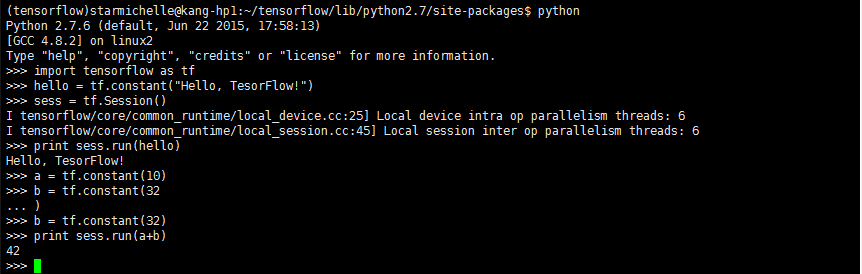 (tensorflow)starmichelle@kang-hp1:~/tensorflow/lib/python2.7/site-packages$ python
Python 2.7.6 (default, Jun 22 2015, 17:58:13)
[GCC 4.8.2] on linux2
Type "help", "copyright", "credits" or "license" for more information.
>>> import tensorflow as tf
>>> hello = tf.constant("Hello, TesorFlow!")
>>> sess = tf.Session()
I tensorflow/core/common_runtime/local_device.cc:25] Local device intra op parallelism threads: 6
I tensorflow/core/common_runtime/local_session.cc:45] Local session inter op parallelism threads: 6
>>> print sess.run(hello)
Hello, TesorFlow!
>>> a = tf.constant(10)
>>> b = tf.constant(32
... )
>>> b = tf.constant(32)
>>> print sess.run(a+b)
42
>>>